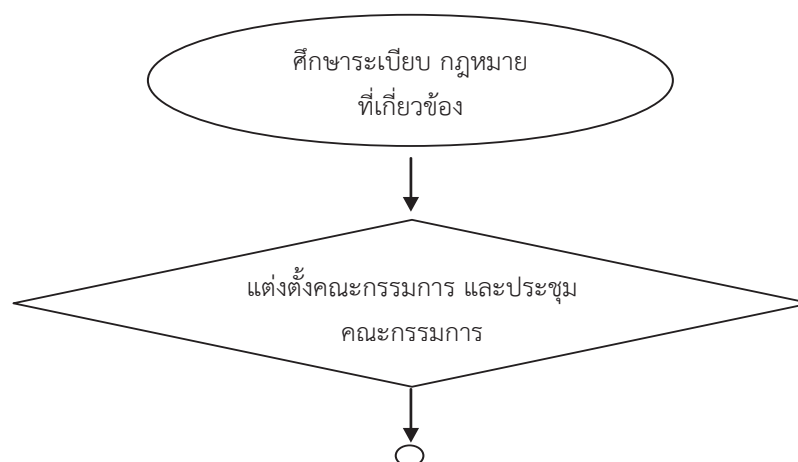 ศึกษาระเบียบ กฎหมาย
ที่เกี่ยวข้อง
แต่งตั้งคณะกรรมการ และประชุม
คณะกรรมการ